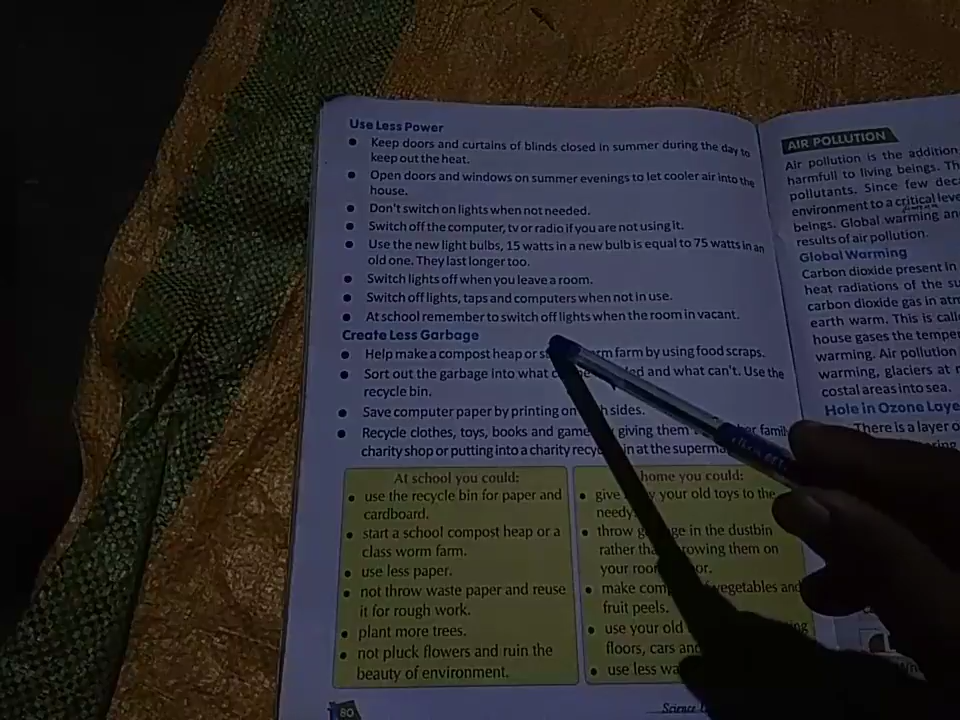 Use Less Power
● Keep doors and curtains of blinds closed in summer during the day to
keep out the heat.
● Open doors and windows on summer evenings to let cooler air into the
house.
● Don't switch on lights when not needed.
● Switch off the computer, tv or radio if you are not using it.
● Use the new light bulbs, 15 watts in a new bulb is equal to 75 watts in an
old one. They last longer too.
● Switch lights off when you leave a room.
● Switch off lights, taps and computers when not in use.
● At school remember to switch off lights when the room in vacant.
Create Less Garbage
● Help make a compost heap or farm by using food scraps.
● Sort out the garbage into what and what can't. Use the
recycle bin.
● Save computer paper by printing on sides.
● Recycle clothes, toys, books and giving them
charity shop or putting into a charity at the
At school you could:
● use the recycle bin for paper and
cardboard.
● start a school compost heap or a
class worm farm.
● use less paper.
● not throw waste paper and reuse
it for rough work.
● plant more trees.
● not pluck flowers and ruin the
beauty of environment.
home you could:
● give your old toys to the
needy
● throw in the dustbin
rather them on
your
● make vegetables and
fruit peels.
● use your old
floors, cars
● use less
80
Science
AIR POLLUTION
Air pollution is the addition
harmfull to living beings.
pollutants. Since few
environment to a critical
beings. Global warming
results of air pollution.
Global Warming
Carbon dioxide present in
heat radiations of the
carbon dioxide gas in
earth warm. This is
house gases the
warming. Air pollution
warming, glaciers at
costal areas into sea.
Hole in Ozone
There is a layer